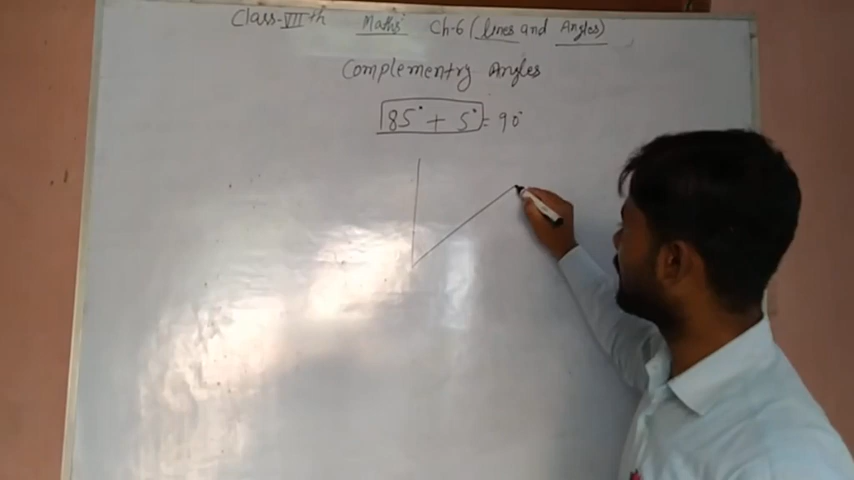 Class-VIIth Maths' Ch-6 (lines and Angles)
Complementry Angles
85° + 5° = 90°